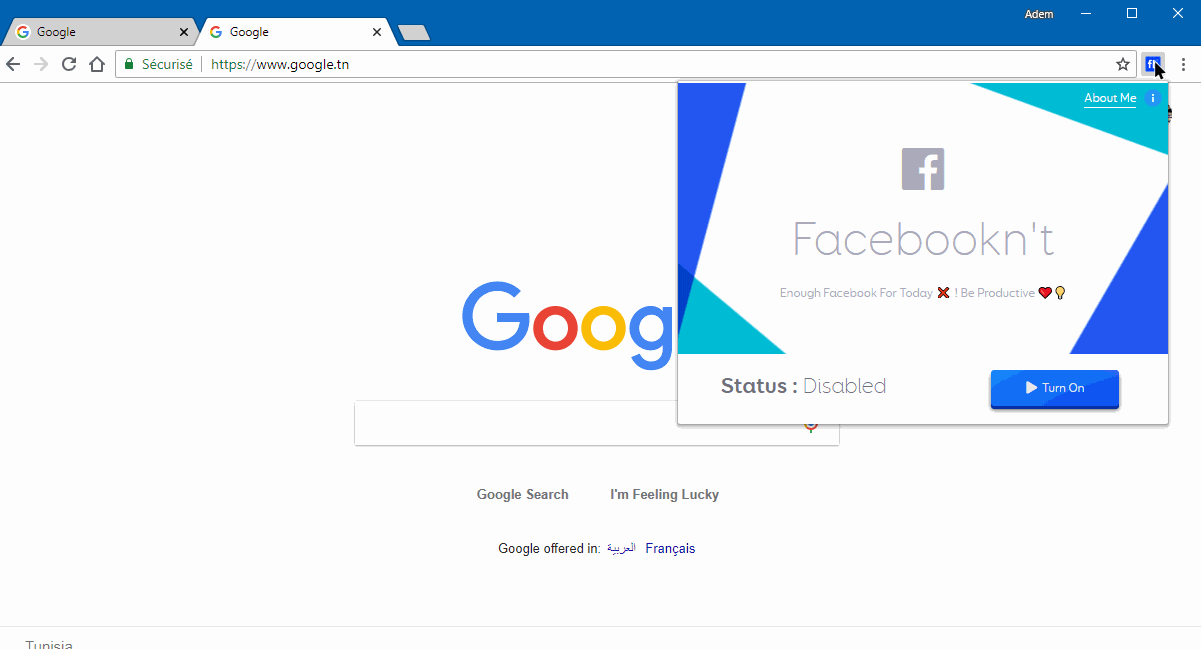 Adem
Google
Google
Sécurisé
https://www.google.tn
About Me
Facebookn't
Enough Facebook For Today ❌ ! Be Productive ❤️💡
Status : Disabled
Turn On
Goog
Google Search
I'm Feeling Lucky
Google offered in: العربية Français
Tunisia